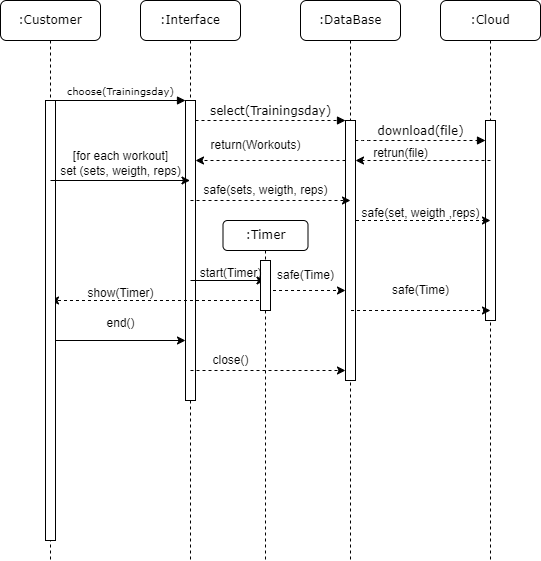 :Customer
:Interface
:DataBase
:Cloud
choose(Trainingsday)
select(Trainingsday)
download(file)
return(Workouts)
retrun(file)
[for each workout]
set (sets, weigth, reps)
safe(sets, weigth, reps)
safe(set, weigth ,reps)
:Timer
start(Timer)
safe(Time)
show(Timer)
safe(Time)
end()
close()